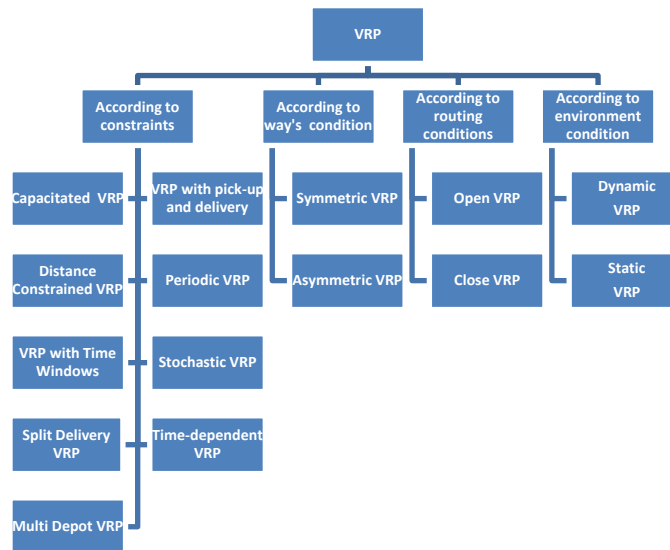 VRP
According to
constraints
According to
way's condition
According to
routing
conditions
According to
environment
condition
Capacitated VRP
VRP with pick-up
and delivery
Symmetric VRP
Open VRP
Dynamic
VRP
Distance
Constrained VRP
Periodic VRP
Asymmetric VRP
Close VRP
Static
VRP
VRP with Time
Windows
Stochastic VRP
Split Delivery
VRP
Time-dependent
VRP
Multi Depot VRP